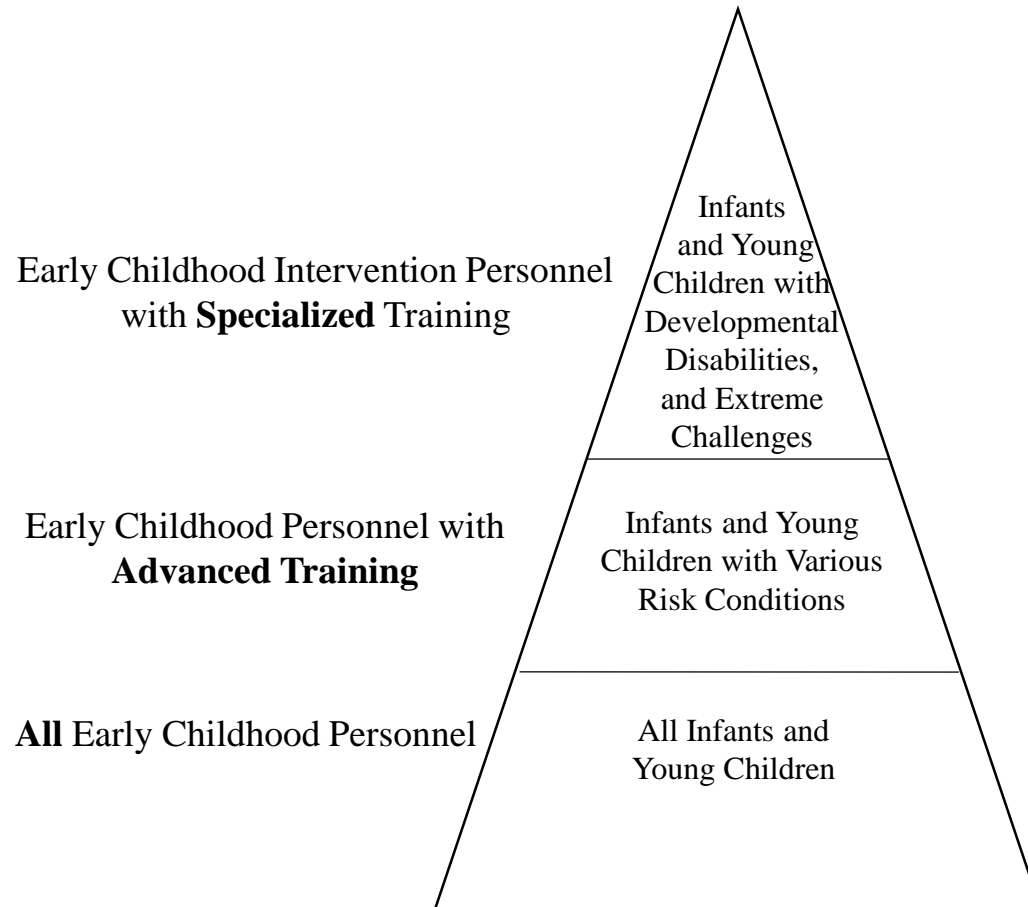 Infants
and Young
Children with
Developmental
Disabilities,
and Extreme
Challenges
Early Childhood Intervention Personnel
with Specialized Training
Infants and Young
Children with Various
Risk Conditions
Early Childhood Personnel with
Advanced Training
All Infants and
Young Children
All Early Childhood Personnel